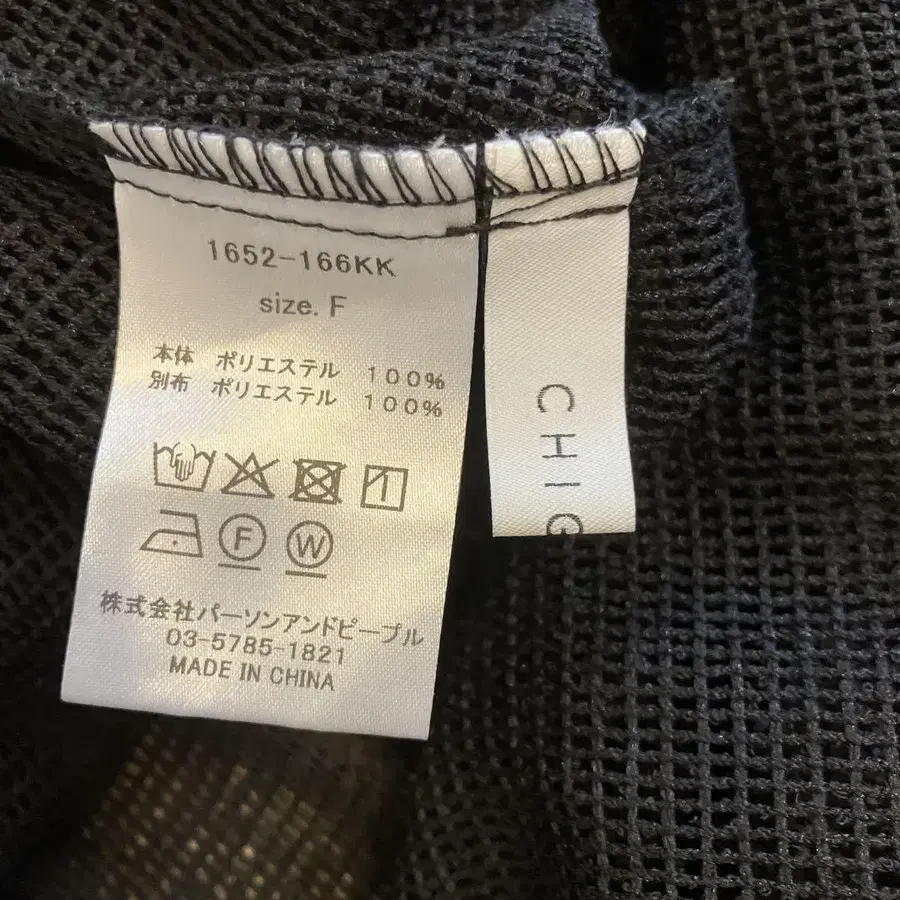 1652-166KK
size. F
本体 ポリエステル 100%
別布 ポリエステル 100%
F W
株式会社パーソンアンドピープル
03-5785-1821
MADE IN CHINA
CHIG